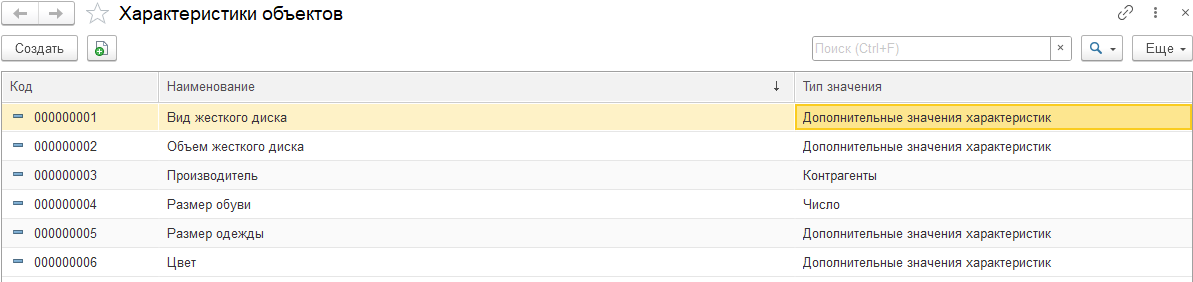 Характеристики объектов
Создать Поиск (Ctrl+F) × Еще
Код Наименование ↓ Тип значения
000000001 Вид жесткого диска Дополнительные значения характеристик
000000002 Объем жесткого диска Дополнительные значения характеристик
000000003 Производитель Контрагенты
000000004 Размер обуви Число
000000005 Размер одежды Дополнительные значения характеристик
000000006 Цвет Дополнительные значения характеристик